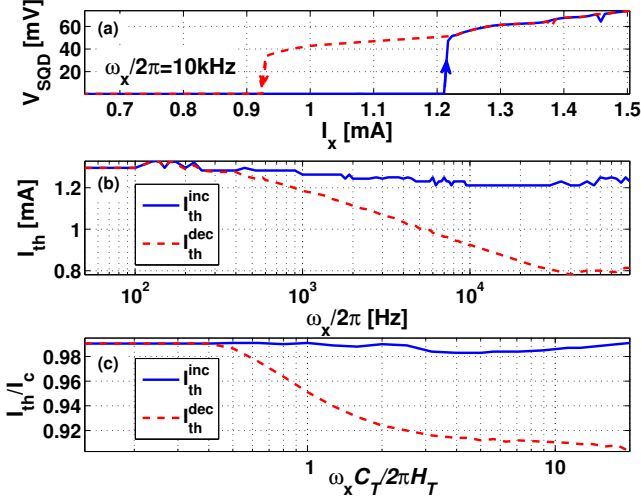 60
40
20
V_SQD [mV]
(a)
ω_x/2π=10kHz
0.7 0.8 0.9 1 1.1 1.2 1.3 1.4 1.5
I_x [mA]
1.2
1
0.8
I_th [mA]
(b)
I_th^inc
I_th^dec
10^2 10^3 10^4
ω_x/2π [Hz]
0.98
0.96
0.94
0.92
I_th/I_c
(c)
I_th^inc
I_th^dec
1 10
ω_x C_T/2πH_T